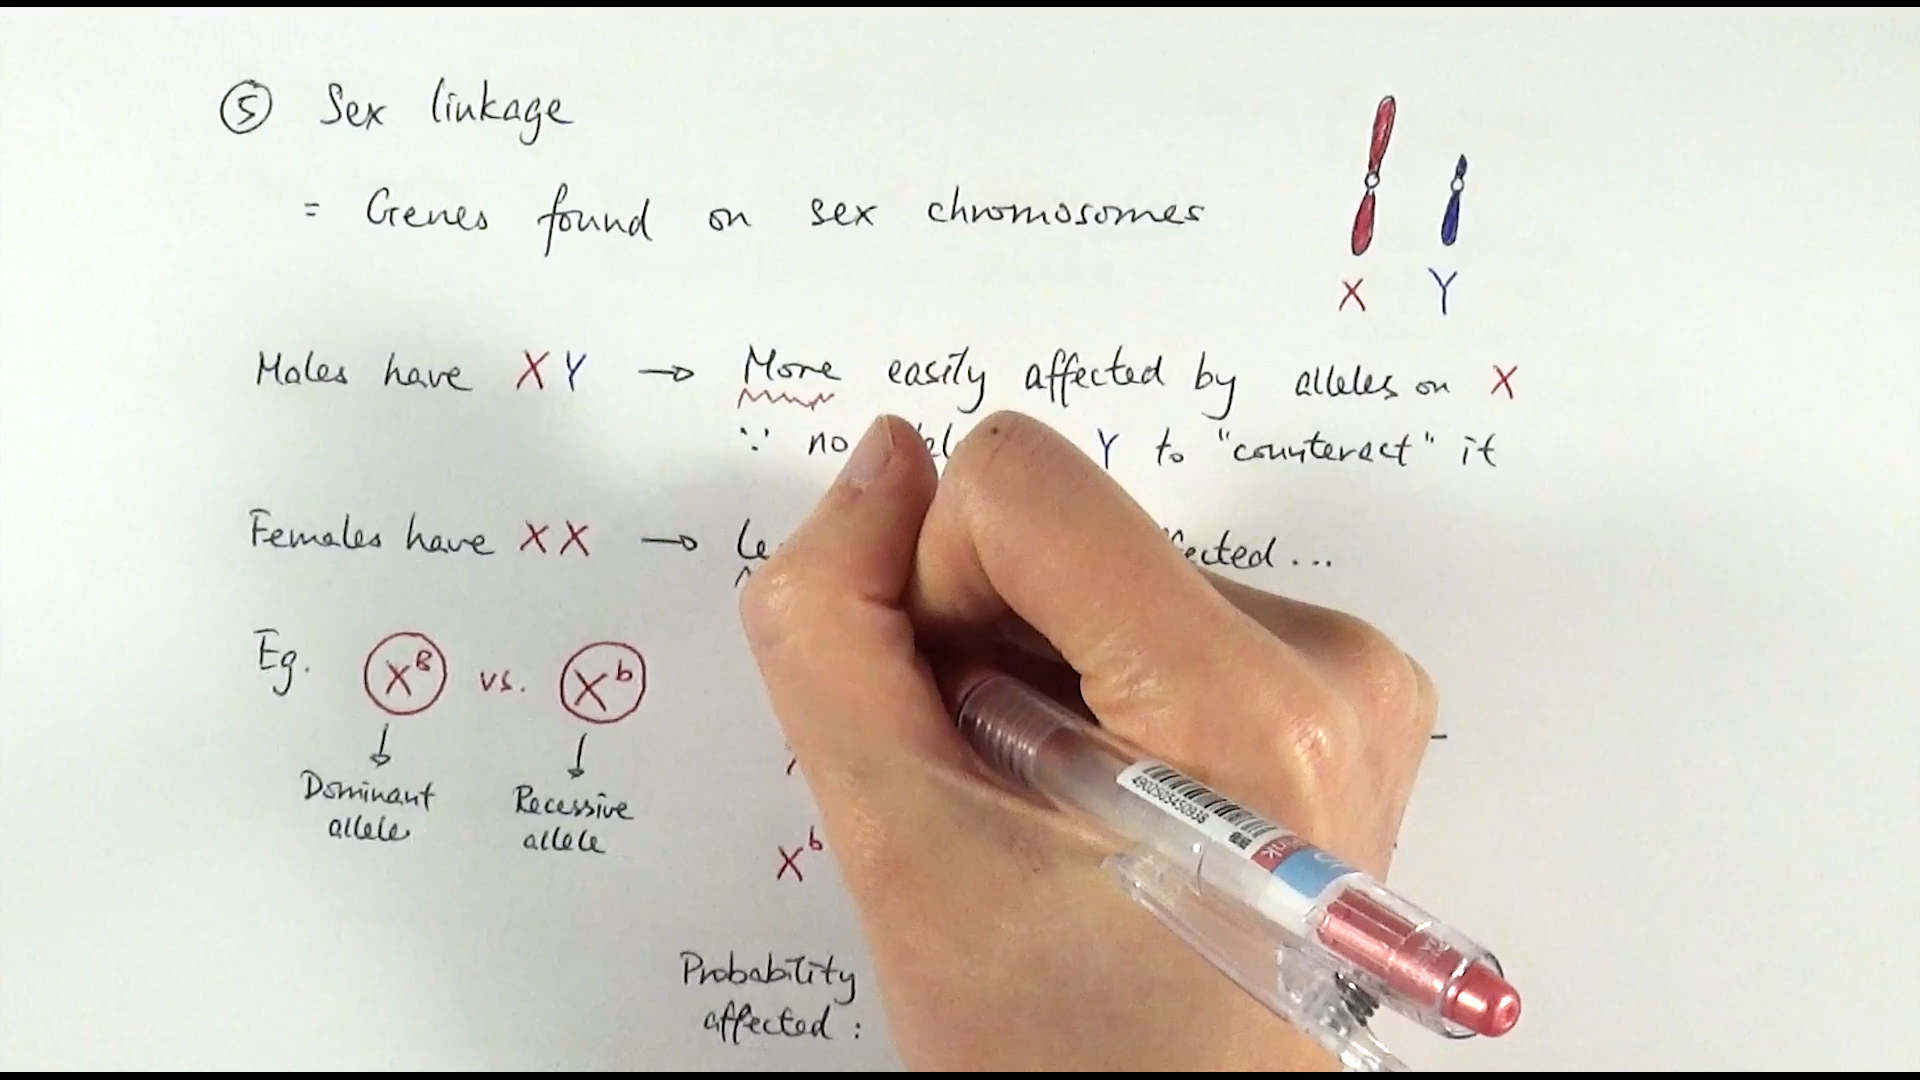 ⑤ Sex linkage
= Genes found on sex chromosomes
X Y
Males have XY → More easily affected by alleles on X
∵ no Y to "counteract" it
Females have XX → ...
Eg. X^B vs. X^b
Dominant allele
Recessive allele
X^b
Probability
affected :
4902505450938